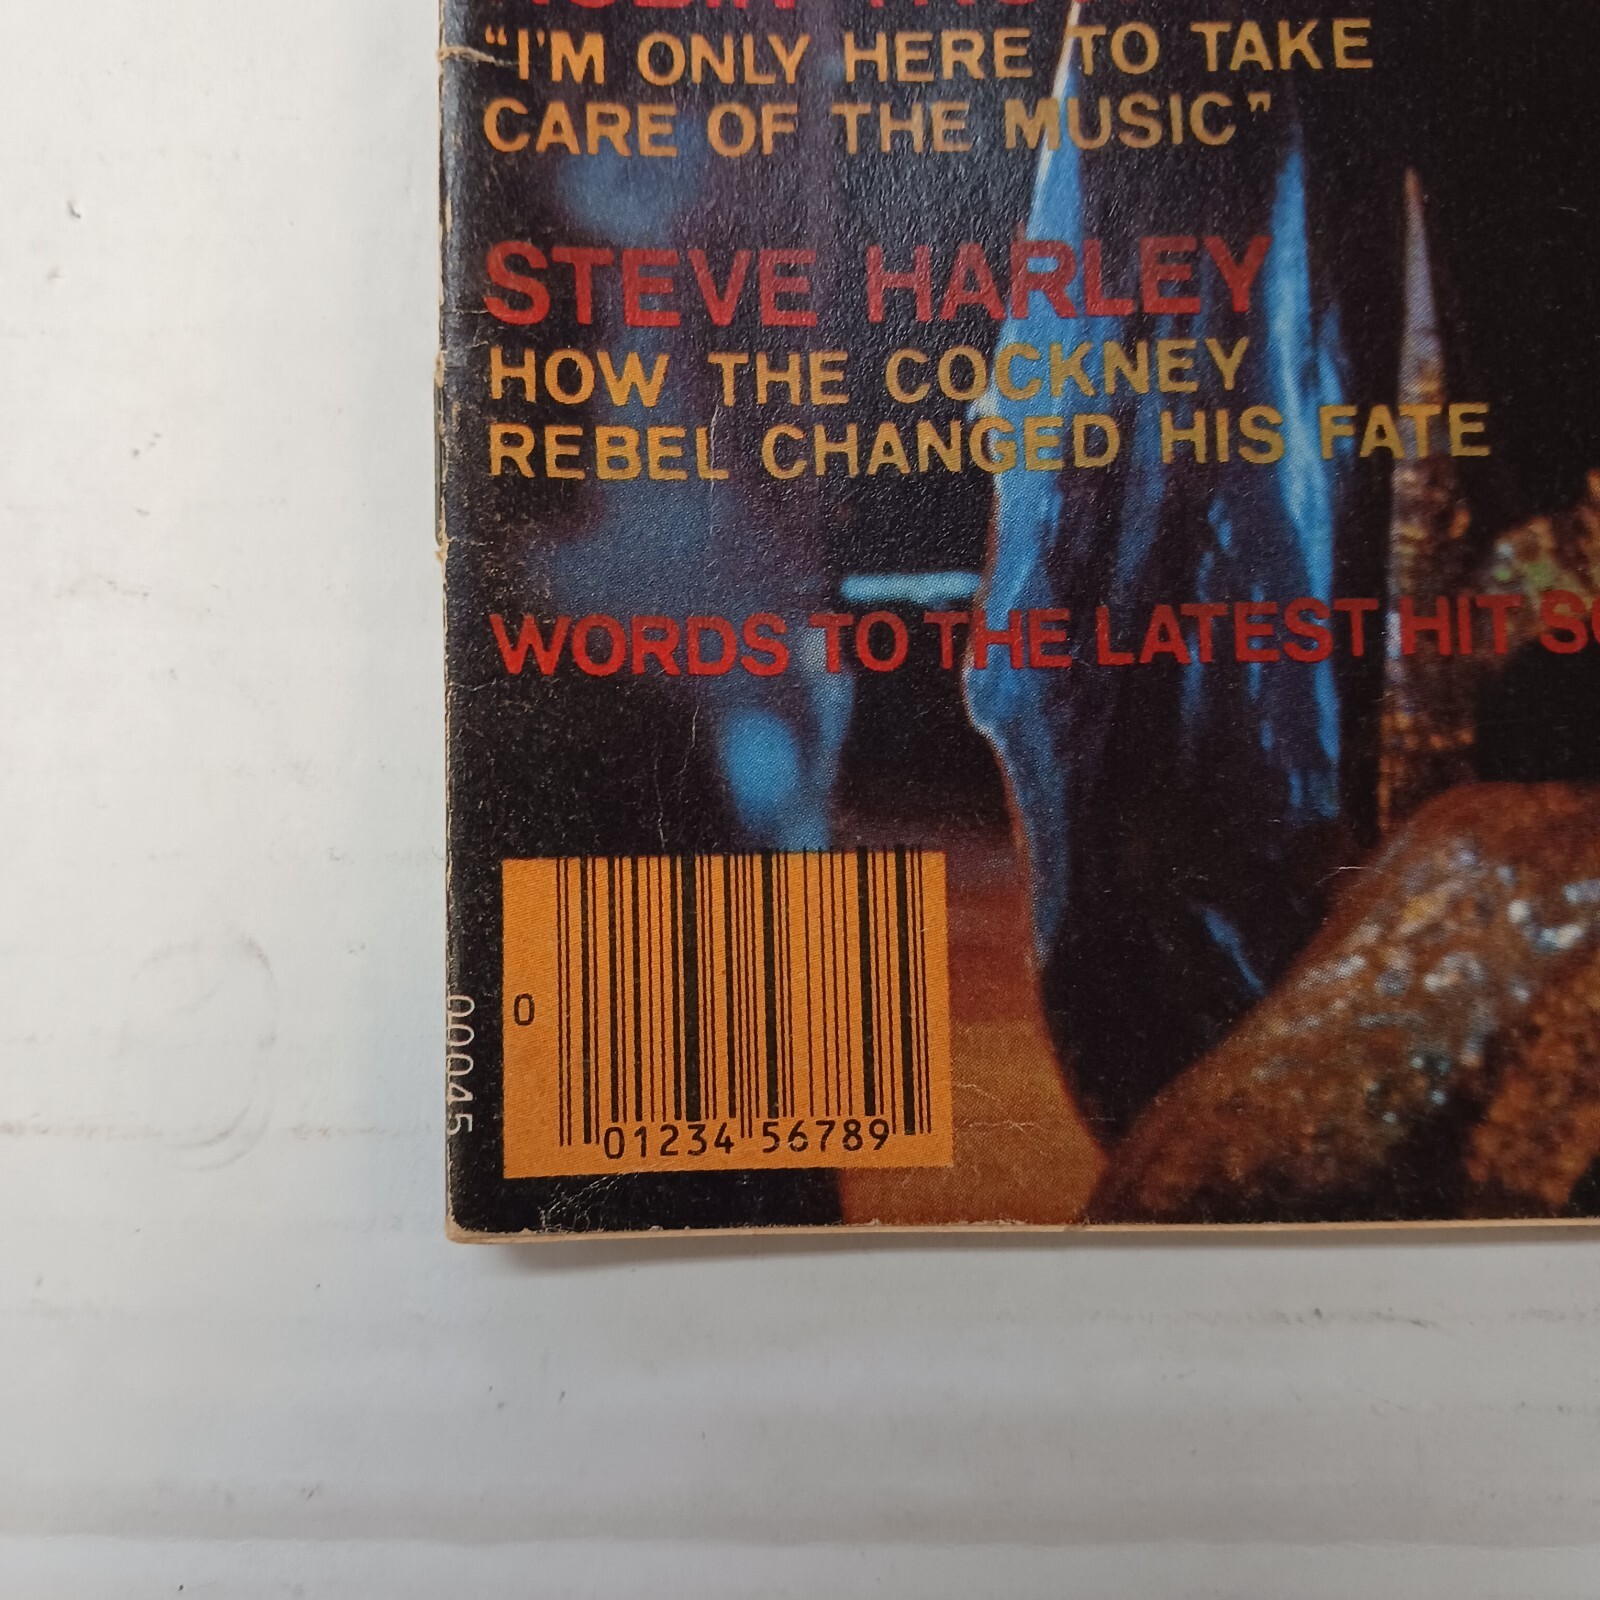 "I'M ONLY HERE TO TAKE
CARE OF THE MUSIC"
STEVE HARLEY
HOW THE COCKNEY
REBEL CHANGED HIS FATE
WORDS TO THE LATEST HIT
0
01234 56789
00045